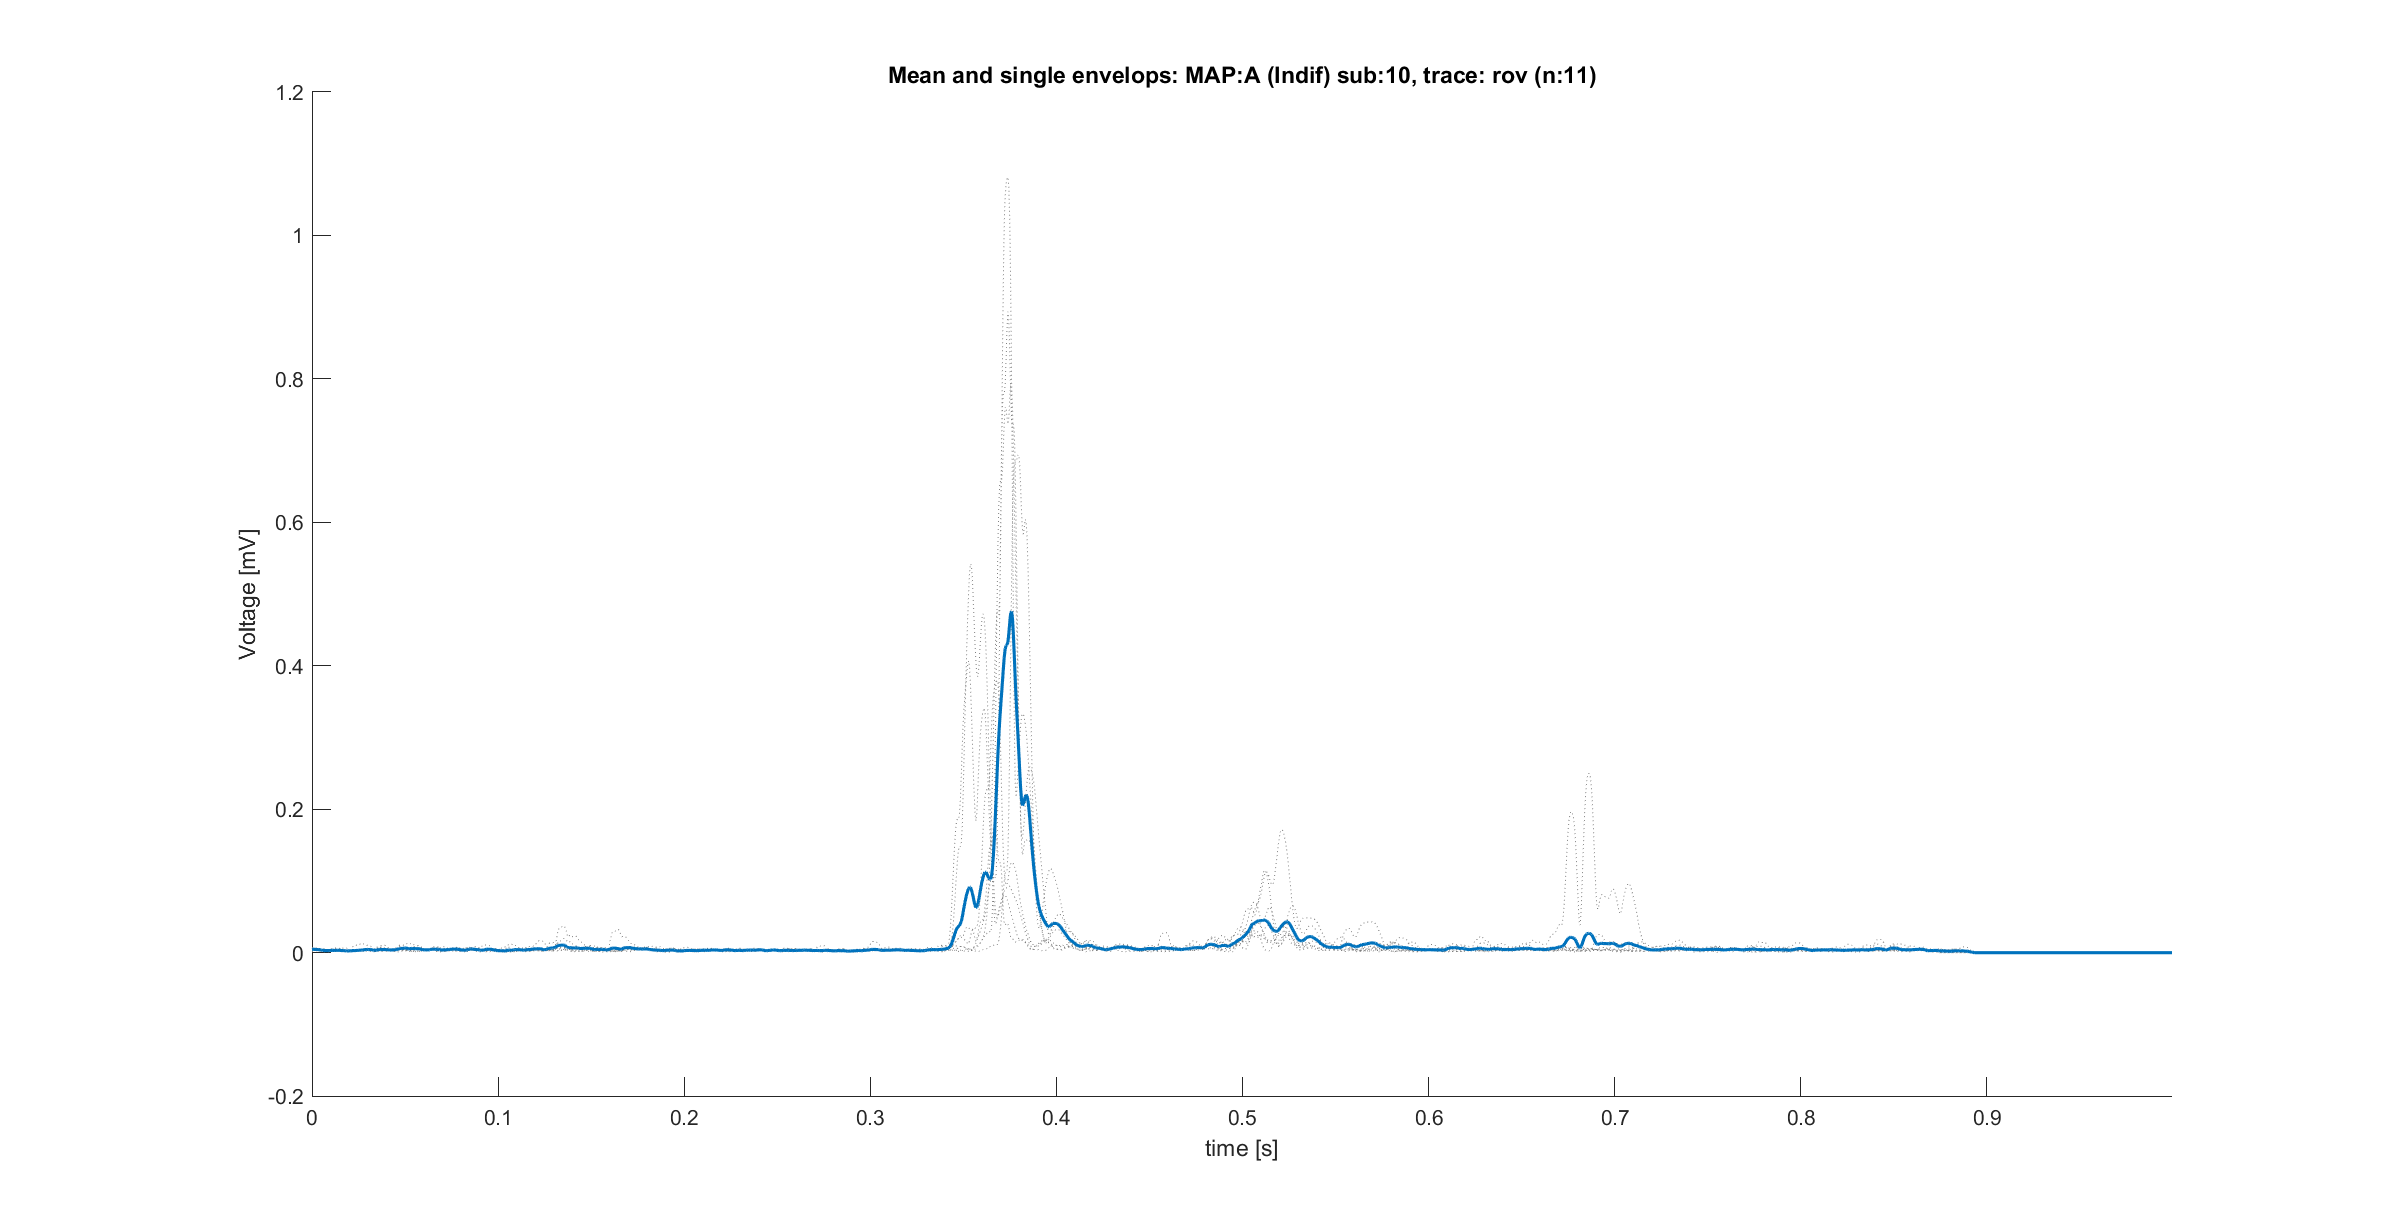 Mean and single envelops: MAP:A (Indif) sub:10, trace: rov (n:11)
1.2
1
0.8
0.6
0.4
0.2
0
-0.2
Voltage [mV]
0 0.1 0.2 0.3 0.4 0.5 0.6 0.7 0.8 0.9
time [s]